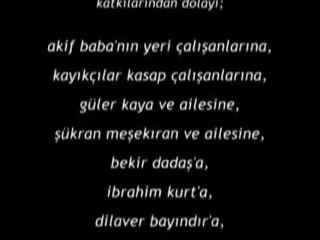 katkılarından dolayı;
akif baba'nın yeri çalışanlarına,
kayıkçılar kasap çalışanlarına,
güler kaya ve ailesine,
şükran meşekıran ve ailesine,
bekir dadaş'a,
ibrahim kurt'a,
dilaver bayındır'a,